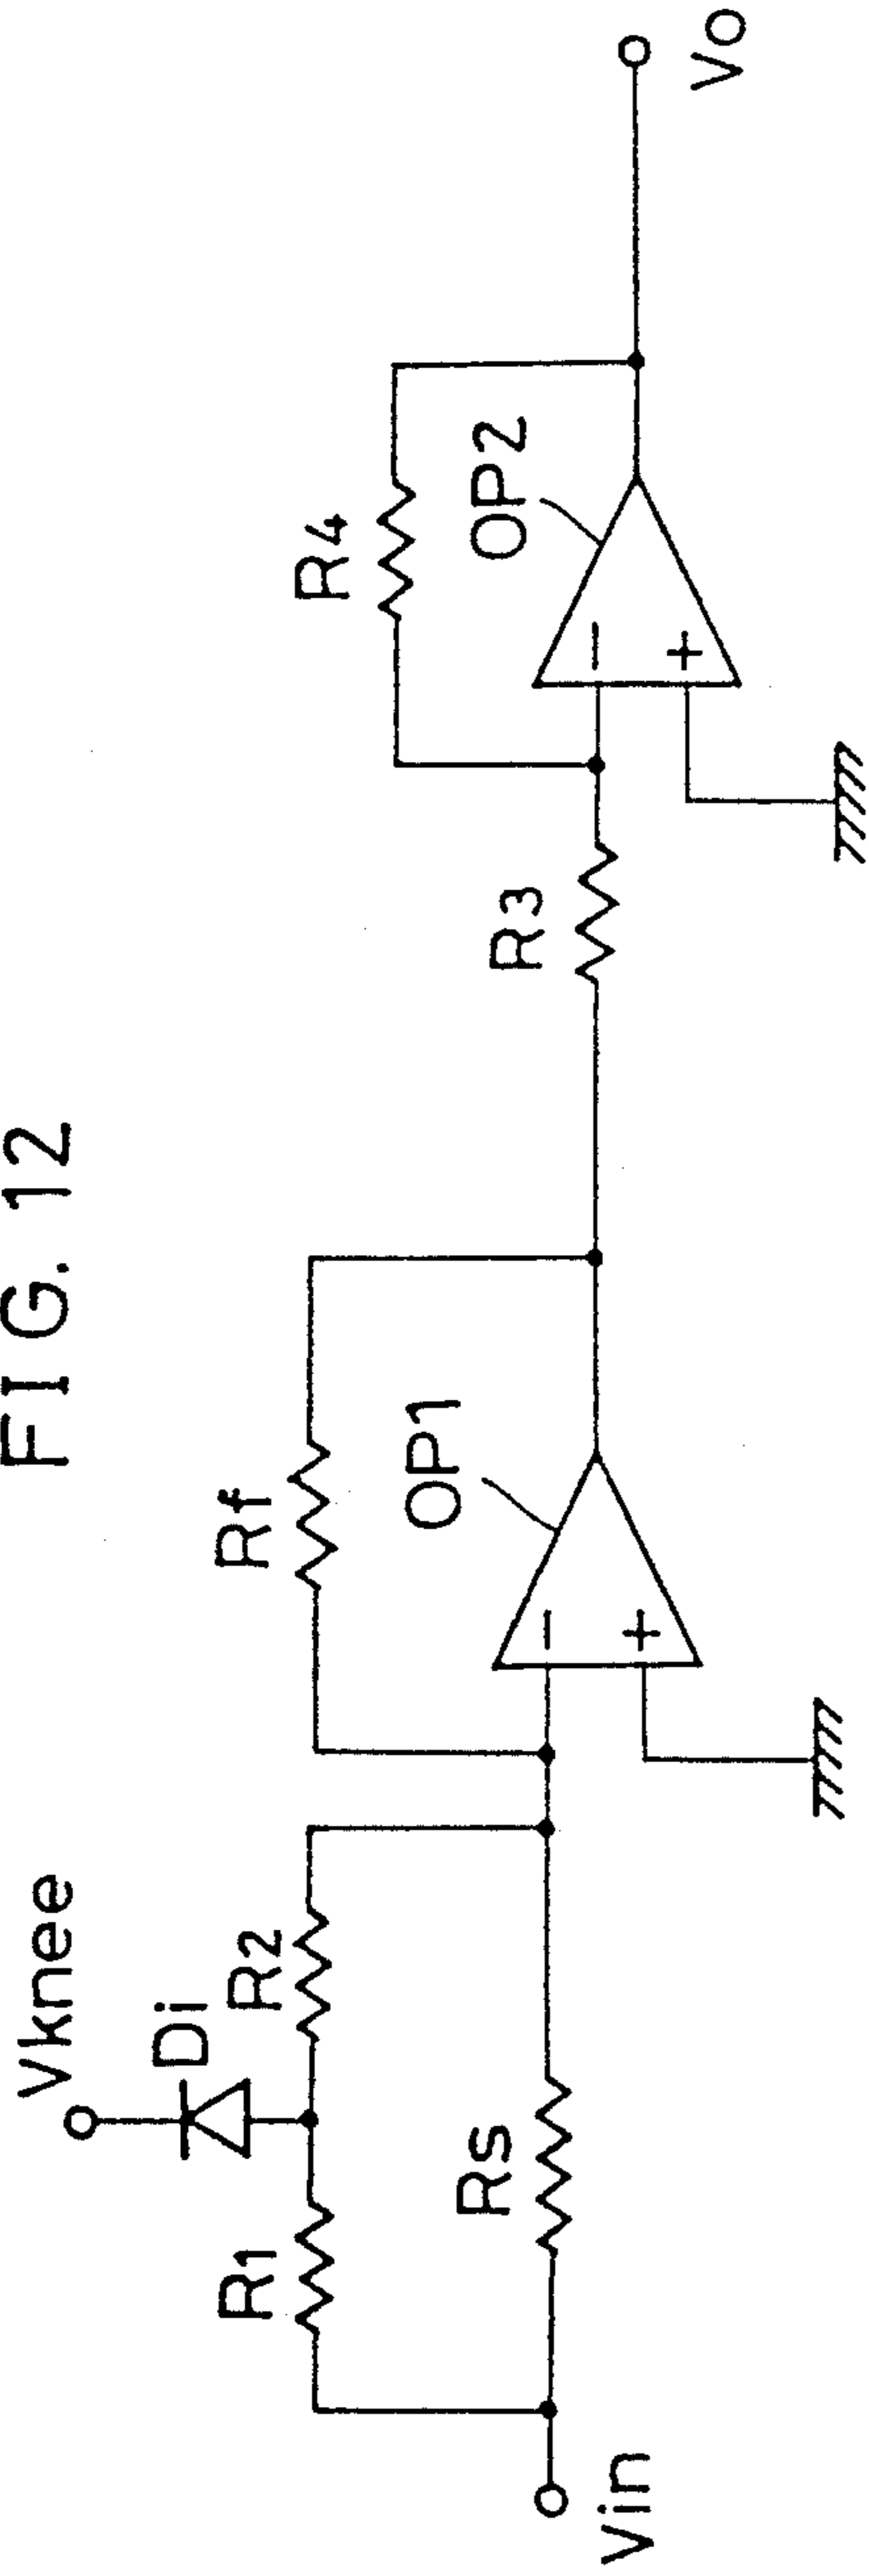 FIG. 12
Vknee
Di
R1
R2
Rf
R4
Rs
OP1
R3
OP2
−
+
−
+
Vin
Vo